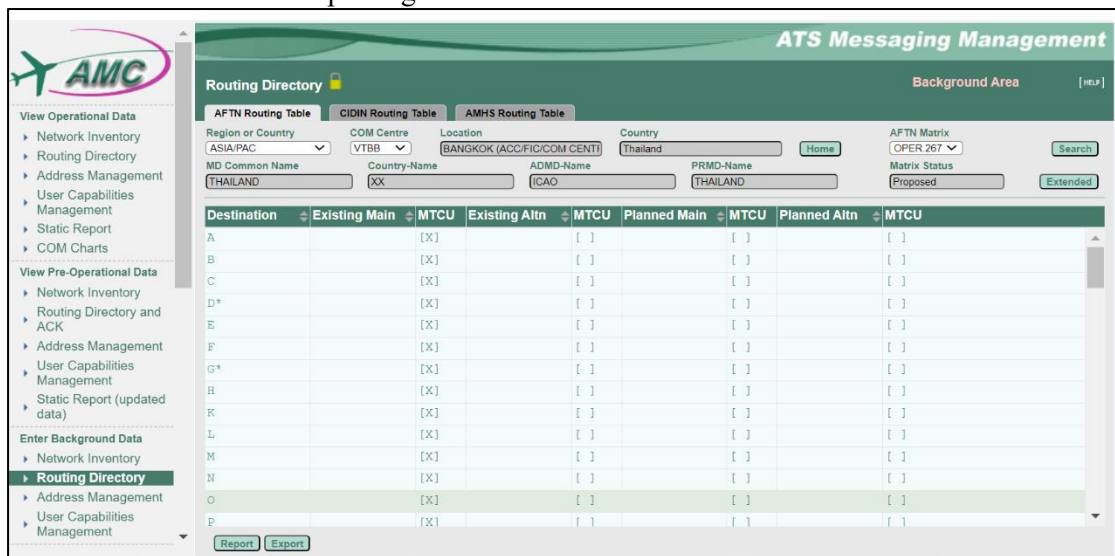 ATS Messaging Management
AMC
Routing Directory
Background Area
[HELP]
AFTN Routing Table CIDIN Routing Table AMHS Routing Table
Region or Country COM Centre Location Country AFTN Matrix
ASIA/PAC VTBB BANGKOK (ACC/FIC/COM CENTR Thailand Home OPER 267 Search
MD Common Name Country-Name ADMD-Name PRMD-Name Matrix Status
THAILAND XX ICAO THAILAND Proposed Extended
View Operational Data
Network Inventory
Routing Directory
Address Management
User Capabilities
Management
Static Report
COM Charts
View Pre-Operational Data
Network Inventory
Routing Directory and
ACK
Address Management
User Capabilities
Management
Static Report (updated
data)
Enter Background Data
Network Inventory
Routing Directory
Address Management
User Capabilities
Management
Destination Existing Main MTCU Existing Altn MTCU Planned Main MTCU Planned Altn MTCU
A [X] [ ] [ ] [ ]
B [X] [ ] [ ] [ ]
C [X] [ ] [ ] [ ]
D* [X] [ ] [ ] [ ]
E [X] [ ] [ ] [ ]
F [X] [ ] [ ] [ ]
G* [X] [ ] [ ] [ ]
H [X] [ ] [ ] [ ]
K [X] [ ] [ ] [ ]
L [X] [ ] [ ] [ ]
M [X] [ ] [ ] [ ]
N [X] [ ] [ ] [ ]
O [X] [ ] [ ] [ ]
P [X] [ ] [ ] [ ]
Report Export